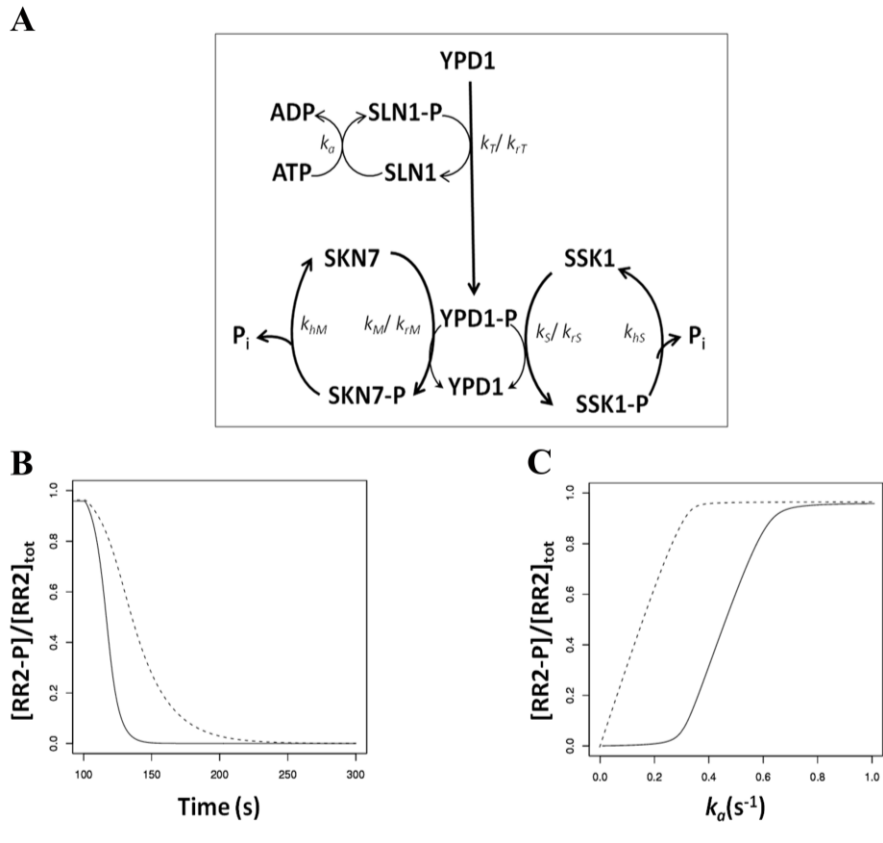 A
YPD1
ADP SLN1-P
ka kT/ krT
ATP SLN1
SKN7 SSK1
Pi khM kM/ krM YPD1-P kS/ krS khS Pi
YPD1
SKN7-P SSK1-P
B
[RR2-P]/[RR2]tot
1.0
0.8
0.6
0.4
0.2
0.0
100 150 200 250 300
Time (s)
C
[RR2-P]/[RR2]tot
1.0
0.8
0.6
0.4
0.2
0.0
0.0 0.2 0.4 0.6 0.8 1.0
ka(s-1)